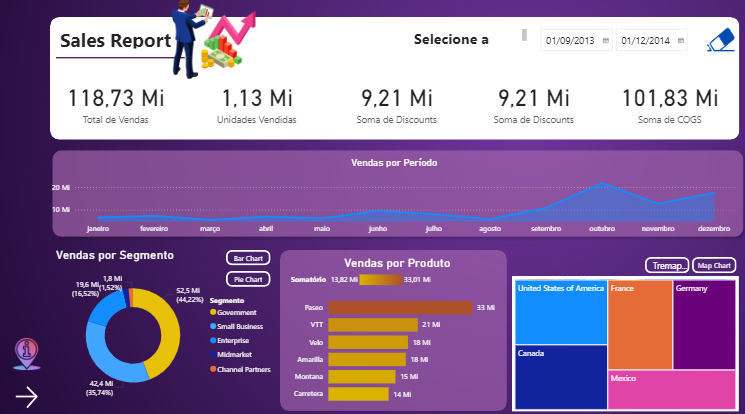 Sales Report
Selecione a
01/09/2013
01/12/2014
118,73 Mi
1,13 Mi
9,21 Mi
9,21 Mi
101,83 Mi
Total de Vendas
Unidades Vendidas
Soma de Discounts
Soma de Discounts
Soma de COGS
Vendas por Período
20 Mi
10 Mi
janeiro
fevereiro
março
abril
maio
junho
julho
agosto
setembro
outubro
novembro
dezembro
Vendas por Segmento
Bar Chart
Pie Chart
1,8 Mi
(1,52%)
19,6 Mi
(16,52%)
52,5 Mi
(44,22%)
42,4 Mi
(35,74%)
Segmento
Government
Small Business
Enterprise
Midmarket
Channel Partners
Vendas por Produto
Somatório 13,82 Mi 33,01 Mi
Paseo 33 Mi
VTT 21 Mi
Velo 18 Mi
Amarilla 18 Mi
Montana 15 Mi
Carretera 14 Mi
Tremap...
Map Chart
United States of America
France
Germany
Canada
Mexico